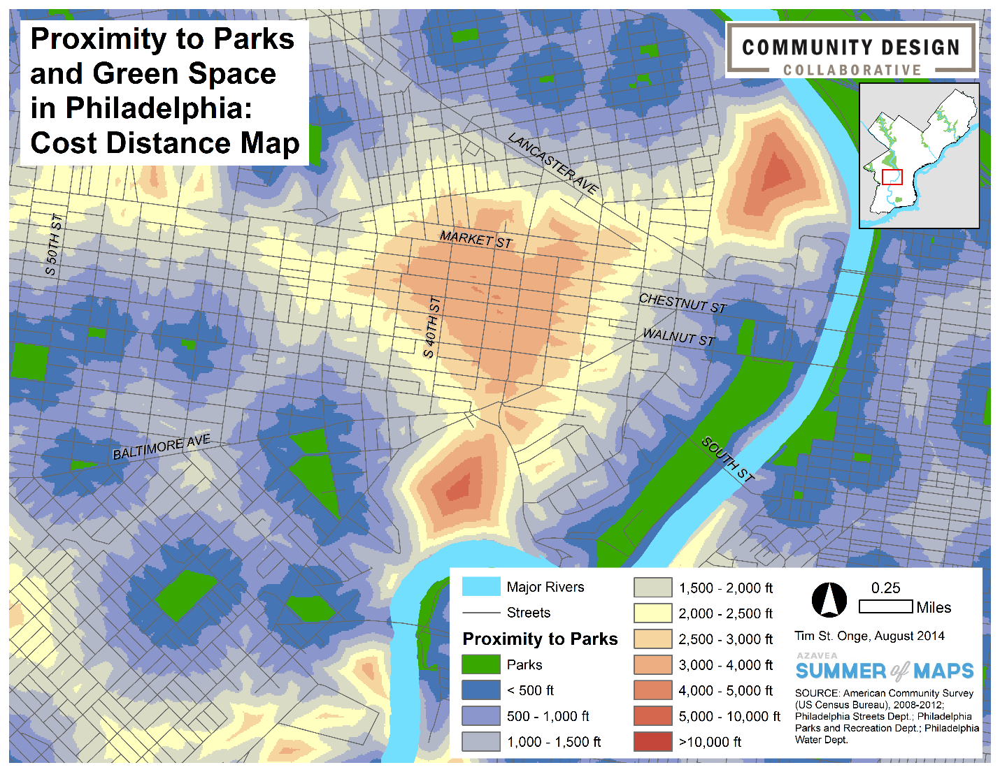 Proximity to Parks
and Green Space
in Philadelphia:
Cost Distance Map
COMMUNITY DESIGN
COLLABORATIVE
LANCASTER AVE
MARKET ST
S 50TH ST
S 40TH ST
CHESTNUT ST
WALNUT ST
BALTIMORE AVE
SOUTH ST
Major Rivers
Streets
Proximity to Parks
Parks
< 500 ft
500 - 1,000 ft
1,000 - 1,500 ft
1,500 - 2,000 ft
2,000 - 2,500 ft
2,500 - 3,000 ft
3,000 - 4,000 ft
4,000 - 5,000 ft
5,000 - 10,000 ft
>10,000 ft
0.25
Miles
Tim St. Onge, August 2014
AZAVEA
SUMMER of MAPS
SOURCE: American Community Survey
(US Census Bureau), 2008-2012;
Philadelphia Streets Dept.; Philadelphia
Parks and Recreation Dept.; Philadelphia
Water Dept.